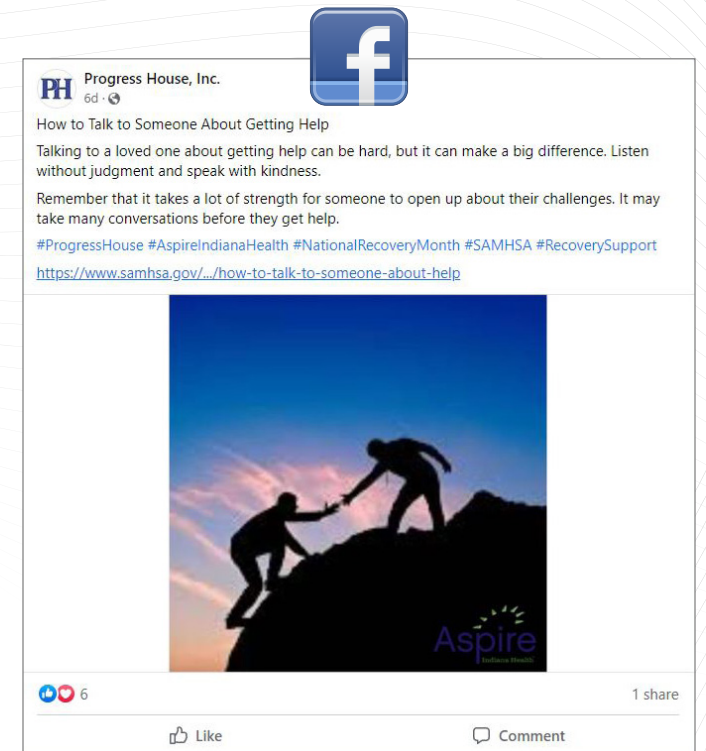 f
PH
Progress House, Inc.
6d ·
How to Talk to Someone About Getting Help
Talking to a loved one about getting help can be hard, but it can make a big difference. Listen
without judgment and speak with kindness.
Remember that it takes a lot of strength for someone to open up about their challenges. It may
take many conversations before they get help.
#ProgressHouse #AspireIndianaHealth #NationalRecoveryMonth #SAMHSA #RecoverySupport
https://www.samhsa.gov/.../how-to-talk-to-someone-about-help
Aspire
Indiana Health
6
1 share
Like
Comment